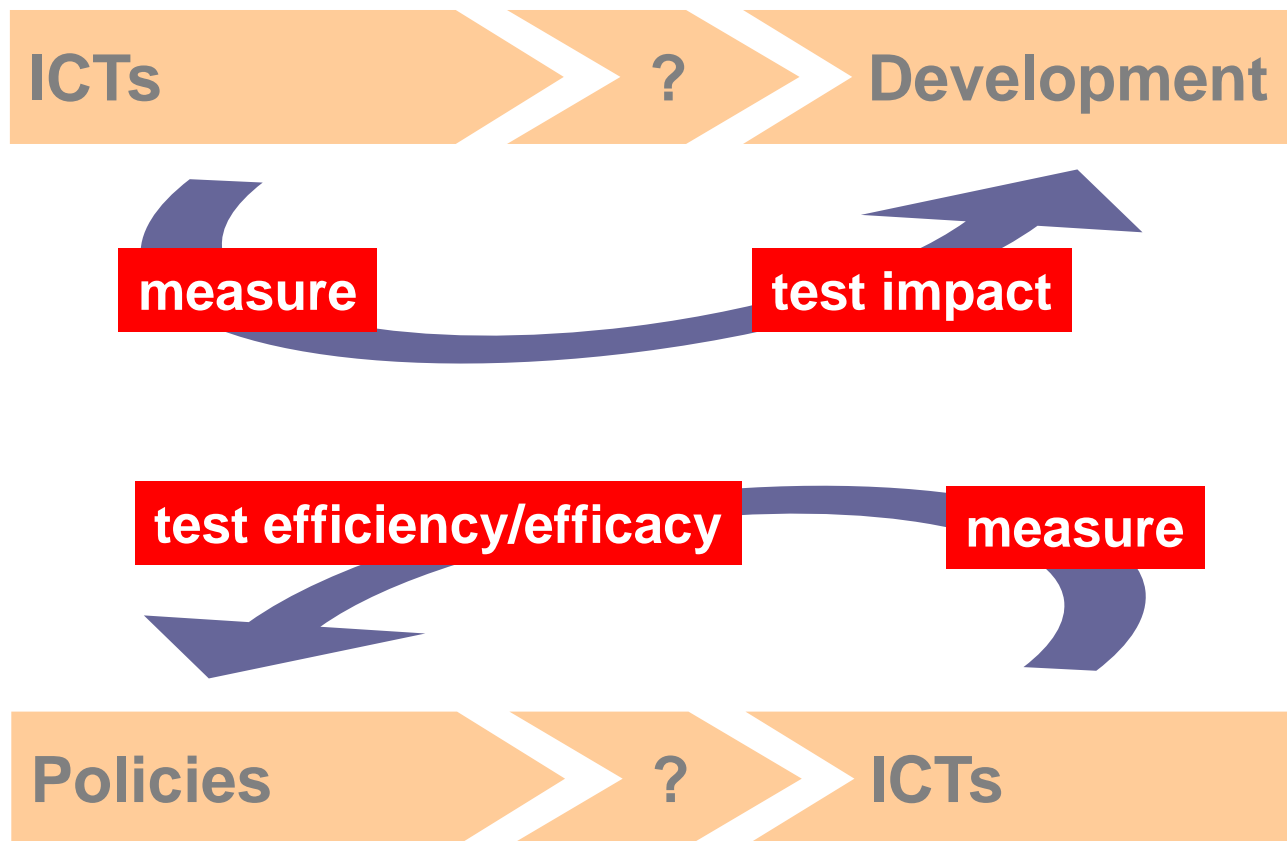 ICTs ? Development
measure
test impact
test efficiency/efficacy
measure
Policies ? ICTs